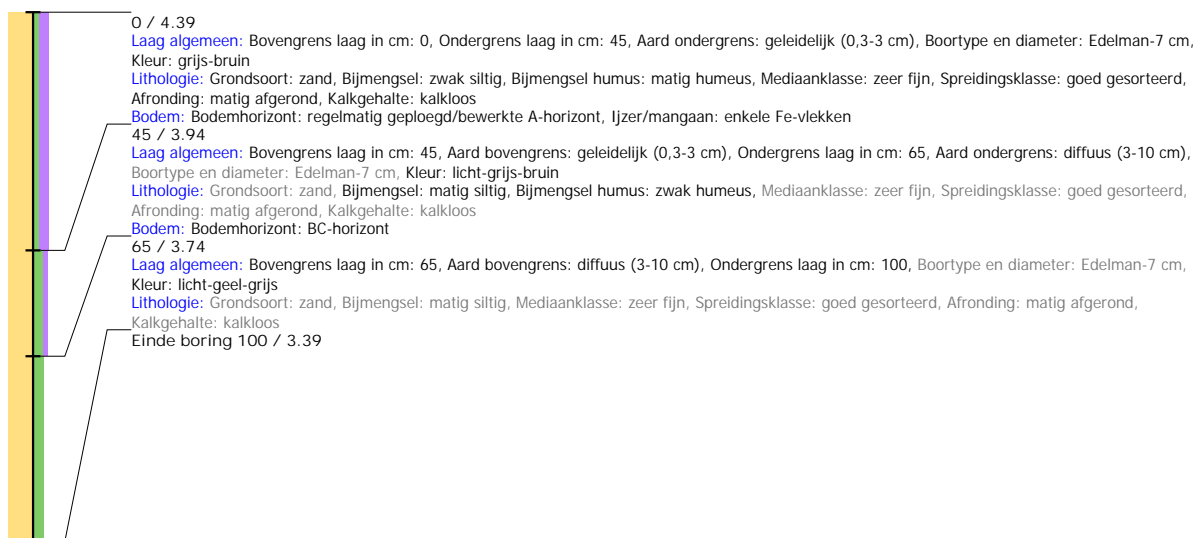 0 / 4.39
Laag algemeen: Bovengrens laag in cm: 0, Ondergrens laag in cm: 45, Aard ondergrens: geleidelijk (0,3-3 cm), Boortype en diameter: Edelman-7 cm,
Kleur: grijs-bruin
Lithologie: Grondsoort: zand, Bijmengsel: zwak siltig, Bijmengsel humus: matig humeus, Mediaanklasse: zeer fijn, Spreidingsklasse: goed gesorteerd,
Afronding: matig afgerond, Kalkgehalte: kalkloos
Bodem: Bodemhorizont: regelmatig geploegd/bewerkte A-horizont, Ijzer/mangaan: enkele Fe-vlekken
45 / 3.94
Laag algemeen: Bovengrens laag in cm: 45, Aard bovengrens: geleidelijk (0,3-3 cm), Ondergrens laag in cm: 65, Aard ondergrens: diffuus (3-10 cm),
Boortype en diameter: Edelman-7 cm, Kleur: licht-grijs-bruin
Lithologie: Grondsoort: zand, Bijmengsel: matig siltig, Bijmengsel humus: zwak humeus, Mediaanklasse: zeer fijn, Spreidingsklasse: goed gesorteerd,
Afronding: matig afgerond, Kalkgehalte: kalkloos
Bodem: Bodemhorizont: BC-horizont
65 / 3.74
Laag algemeen: Bovengrens laag in cm: 65, Aard bovengrens: diffuus (3-10 cm), Ondergrens laag in cm: 100, Boortype en diameter: Edelman-7 cm,
Kleur: licht-geel-grijs
Lithologie: Grondsoort: zand, Bijmengsel: matig siltig, Mediaanklasse: zeer fijn, Spreidingsklasse: goed gesorteerd, Afronding: matig afgerond,
Kalkgehalte: kalkloos
Einde boring 100 / 3.39